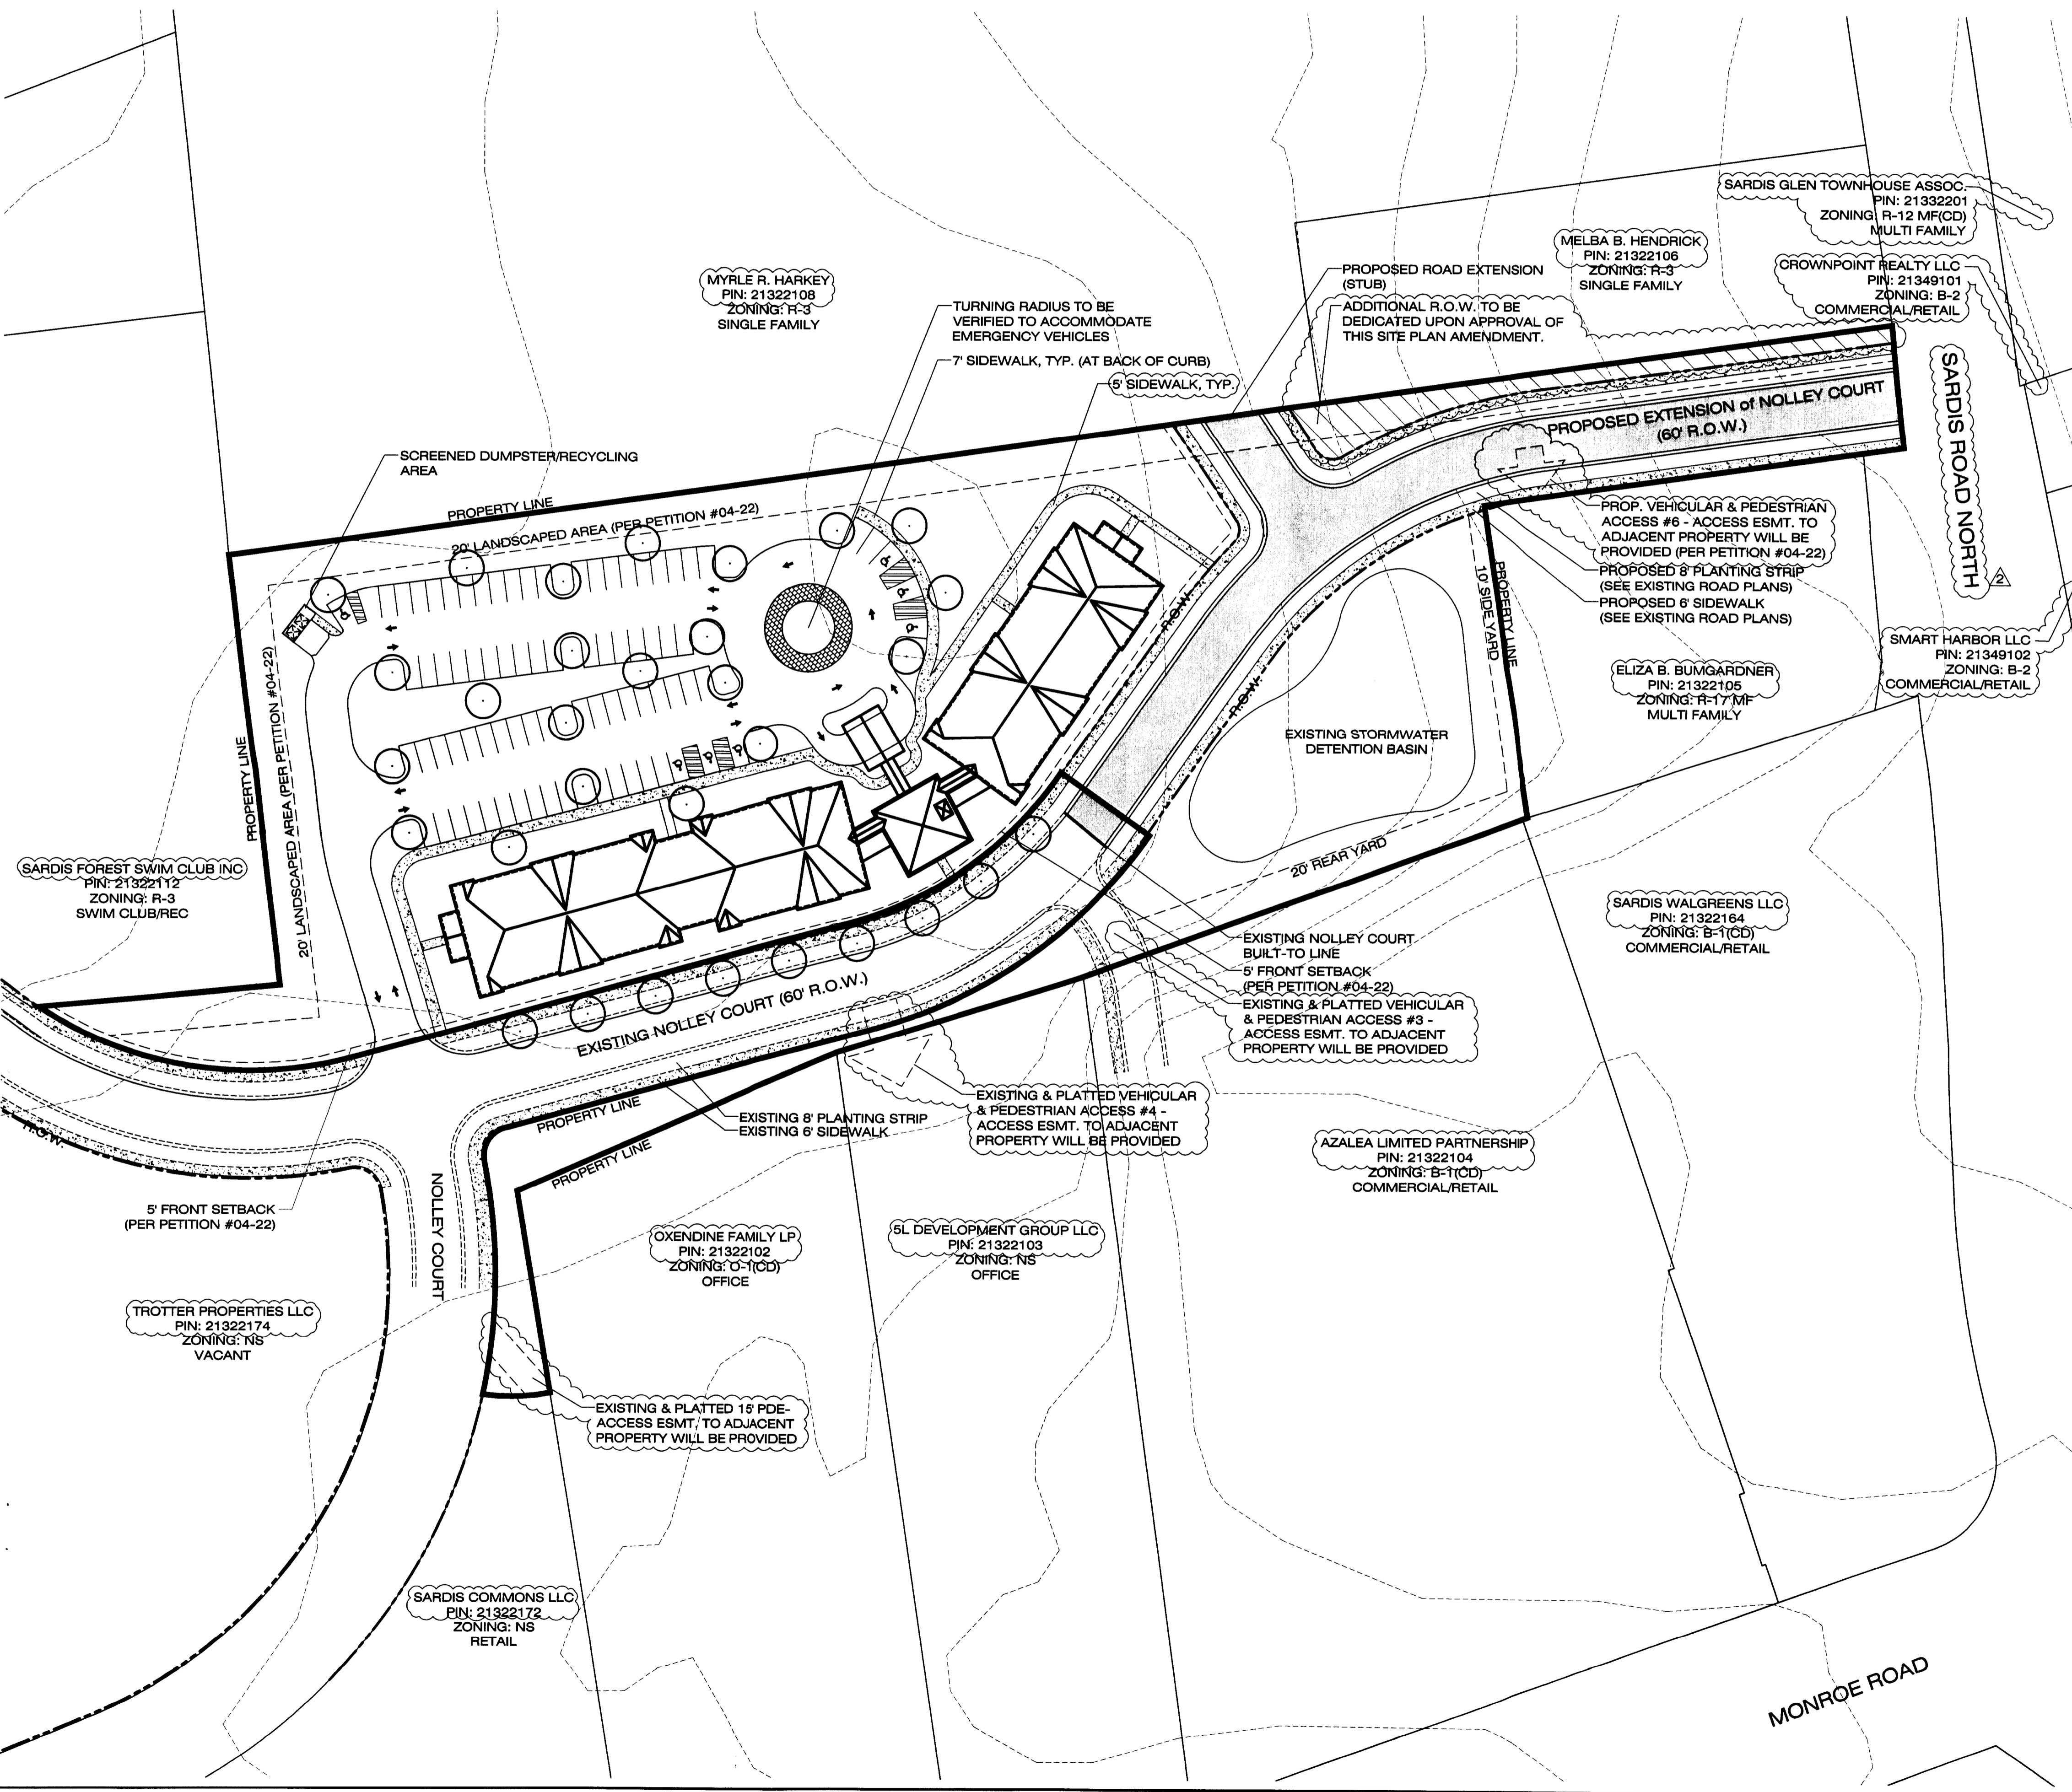 SARDIS GLEN TOWNHOUSE ASSOC.
PIN: 21332201
ZONING: R-12 MF(CD)
MULTI FAMILY
MELBA B. HENDRICK
PIN: 21322106
ZONING: R-3
SINGLE FAMILY
CROWNPOINT REALTY LLC
PIN: 21349101
ZONING: B-2
COMMERCIAL/RETAIL
MYRLE R. HARKEY
PIN: 21322108
ZONING: R-3
SINGLE FAMILY
PROPOSED ROAD EXTENSION
(STUB)
ADDITIONAL R.O.W. TO BE
DEDICATED UPON APPROVAL OF
THIS SITE PLAN AMENDMENT.
TURNING RADIUS TO BE
VERIFIED TO ACCOMMODATE
EMERGENCY VEHICLES
7' SIDEWALK, TYP. (AT BACK OF CURB)
5' SIDEWALK, TYP.
SARDIS ROAD NORTH
2
PROPOSED EXTENSION of NOLLEY COURT
(60' R.O.W.)
SCREENED DUMPSTER/RECYCLING
AREA
PROPERTY LINE
20' LANDSCAPED AREA (PER PETITION #04-22)
PROP. VEHICULAR & PEDESTRIAN
ACCESS #6 - ACCESS ESMT. TO
ADJACENT PROPERTY WILL BE
PROVIDED (PER PETITION #04-22)
PROPOSED 8' PLANTING STRIP
(SEE EXISTING ROAD PLANS)
PROPOSED 6' SIDEWALK
(SEE EXISTING ROAD PLANS)
PROPERTY LINE
10' SIDE YARD
R.O.W.
R.O.W.
SMART HARBOR LLC
PIN: 21349102
ZONING: B-2
COMMERCIAL/RETAIL
ELIZA B. BUMGARDNER
PIN: 21322105
ZONING: R-17 MF
MULTI FAMILY
EXISTING STORMWATER
DETENTION BASIN
PROPERTY LINE
20' LANDSCAPED AREA (PER PETITION #04-22)
20' REAR YARD
SARDIS FOREST SWIM CLUB INC
PIN: 21322112
ZONING: R-3
SWIM CLUB/REC
SARDIS WALGREENS LLC
PIN: 21322164
ZONING: B-1(CD)
COMMERCIAL/RETAIL
EXISTING NOLLEY COURT
BUILT-TO LINE
5' FRONT SETBACK
(PER PETITION #04-22)
EXISTING & PLATTED VEHICULAR
& PEDESTRIAN ACCESS #3 -
ACCESS ESMT. TO ADJACENT
PROPERTY WILL BE PROVIDED
EXISTING NOLLEY COURT (60' R.O.W.)
EXISTING & PLATTED VEHICULAR
& PEDESTRIAN ACCESS #4 -
ACCESS ESMT. TO ADJACENT
PROPERTY WILL BE PROVIDED
EXISTING 8' PLANTING STRIP
EXISTING 6' SIDEWALK
PROPERTY LINE
PROPERTY LINE
R.O.W.
AZALEA LIMITED PARTNERSHIP
PIN: 21322104
ZONING: B-1(CD)
COMMERCIAL/RETAIL
5' FRONT SETBACK
(PER PETITION #04-22)
NOLLEY COURT
OXENDINE FAMILY LP
PIN: 21322102
ZONING: O-1(CD)
OFFICE
5L DEVELOPMENT GROUP LLC
PIN: 21322103
ZONING: NS
OFFICE
TROTTER PROPERTIES LLC
PIN: 21322174
ZONING: NS
VACANT
EXISTING & PLATTED 15' PDE-
ACCESS ESMT. TO ADJACENT
PROPERTY WILL BE PROVIDED
SARDIS COMMONS LLC
PIN: 21322172
ZONING: NS
RETAIL
MONROE ROAD